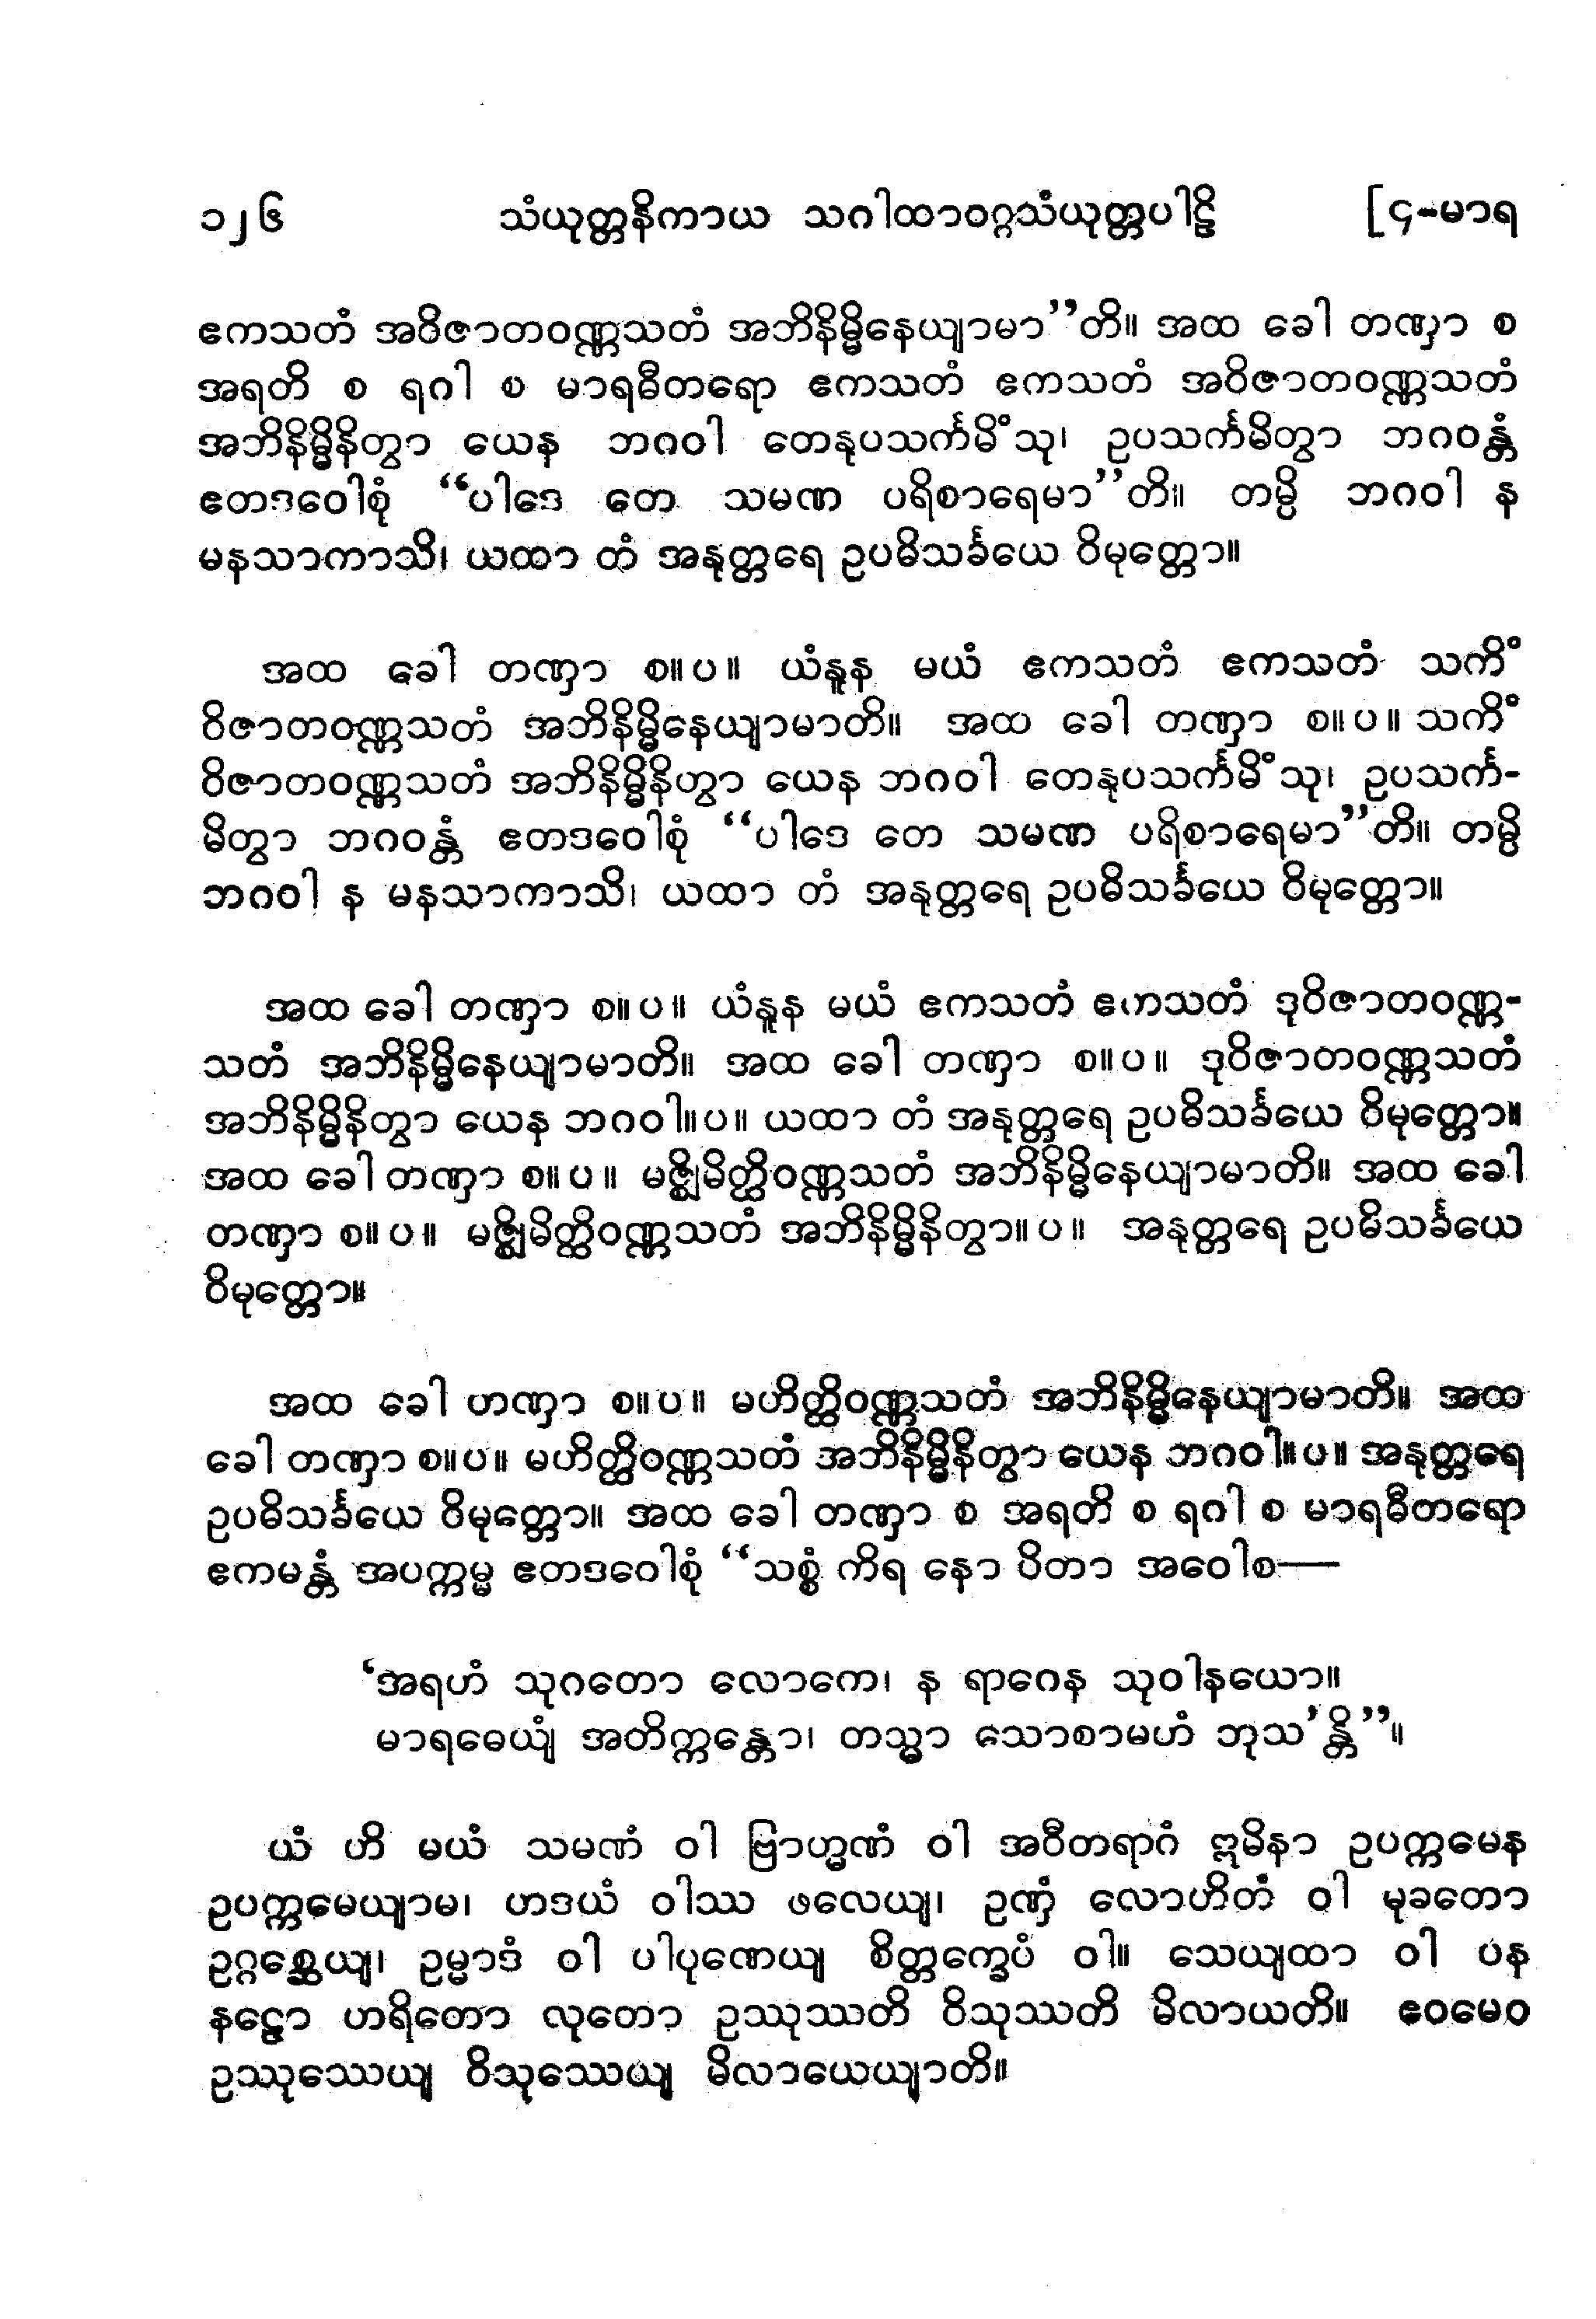 ၁၂၆ သံယုတ္တနိကာယ သဂါထာဝဂ္ဂသံယုတ္တပါဠိ [၄-မာရ
ဧကသတံ အဝိဇာတဝဏ္ဏသတံ အဘိနိမ္မိနေယျာမာ”တိ။ အထ ခေါ တဏှာ စ
အရတိ စ ရဂါ စ မာရဓီတရော ဧကသတံ ဧကသတံ အဝိဇာတဝဏ္ဏသတံ
အဘိနိမ္မိနိတွာ ယေန ဘဂဝါ တေနုပသင်္ကမိံသု၊ ဥပသင်္ကမိတွာ ဘဂဝန္တံ
ဧတဒဝေါစုံ “ပါဒေ တေ သမဏ ပရိစာရေမာ”တိ။ တမ္ပိ ဘဂဝါ န
မနသာကာသိ၊ ယထာ တံ အနုတ္တရေ ဥပဓိသင်္ခယေ ဝိမုတ္တော။
အထ ခေါ တဏှာ စ။ပ။ ယံနူန မယံ ဧကသတံ ဧကသတံ သကိံ
ဝိဇာတဝဏ္ဏသတံ အဘိနိမ္မိနေယျာမာတိ။ အထ ခေါ တဏှာ စ။ပ။ သကိံ
ဝိဇာတဝဏ္ဏသတံ အဘိနိမ္မိနိတွာ ယေန ဘဂဝါ တေနုပသင်္ကမိံသု၊ ဥပသင်္က-
မိတွာ ဘဂဝန္တံ ဧတဒဝေါစုံ “ပါဒေ တေ သမဏ ပရိစာရေမာ”တိ။ တမ္ပိ
ဘဂဝါ န မနသာကာသိ၊ ယထာ တံ အနုတ္တရေ ဥပဓိသင်္ခယေ ဝိမုတ္တော။
အထ ခေါ တဏှာ စ။ပ။ ယံနူန မယံ ဧကသတံ ဧကသတံ ဒုဝိဇာတဝဏ္ဏ-
သတံ အဘိနိမ္မိနေယျာမာတိ။ အထ ခေါ တဏှာ စ။ပ။ ဒုဝိဇာတဝဏ္ဏသတံ
အဘိနိမ္မိနိတွာ ယေန ဘဂဝါ။ပ။ ယထာ တံ အနုတ္တရေ ဥပဓိသင်္ခယေ ဝိမုတ္တော။
အထ ခေါ တဏှာ စ။ပ။ မဇ္ဈိမိတ္ထိဝဏ္ဏသတံ အဘိနိမ္မိနေယျာမာတိ။ အထ ခေါ
တဏှာ စ။ပ။ မဇ္ဈိမိတ္ထိဝဏ္ဏသတံ အဘိနိမ္မိနိတွာ။ပ။ အနုတ္တရေ ဥပဓိသင်္ခယေ
ဝိမုတ္တော။
အထ ခေါ တဏှာ စ။ပ။ မဟိတ္ထိဝဏ္ဏသတံ အဘိနိမ္မိနေယျာမာတိ။ အထ
ခေါ တဏှာ စ။ပ။ မဟိတ္ထိဝဏ္ဏသတံ အဘိနိမ္မိနိတွာ ယေန ဘဂဝါ။ပ။ အနုတ္တရေ
ဥပဓိသင်္ခယေ ဝိမုတ္တော။ အထ ခေါ တဏှာ စ အရတိ စ ရဂါ စ မာရဓီတရော
ဧကမန္တံ အပက္ကမ္မ ဧတဒဝေါစုံ “သစ္စံ ကိရ နော ပိတာ အဝေါစ—
‘အရဟံ သုဂတော လောကေ၊ န ရာဂေန သုဝါနယော။
မာရဓေယျံ အတိက္ကန္တော၊ တသ္မာ သောစာမဟံ ဘုသ’န္တိ”။
ယံ ဟိ မယံ သမဏံ ဝါ ဗြာဟ္မဏံ ဝါ အဝီတရာဂံ ဣမိနာ ဥပက္ကမေန
ဥပက္ကမေယျာမ၊ ဟဒယံ ဝါဿ ဖလေယျ၊ ဥဏှံ လောဟိတံ ဝါ မုခတော
ဥဂ္ဂစ္ဆေယျ၊ ဥမ္မာဒံ ဝါ ပါပုဏေယျ စိတ္တက္ခေပံ ဝါ။ သေယျထာ ဝါ ပန
နဠော ဟရိတော လုတော ဥဿုဿတိ ဝိသုဿတိ မိလာယတိ။ ဧဝမေဝ
ဥဿုဿေယျ ဝိသုဿေယျ မိလာယေယျာတိ။